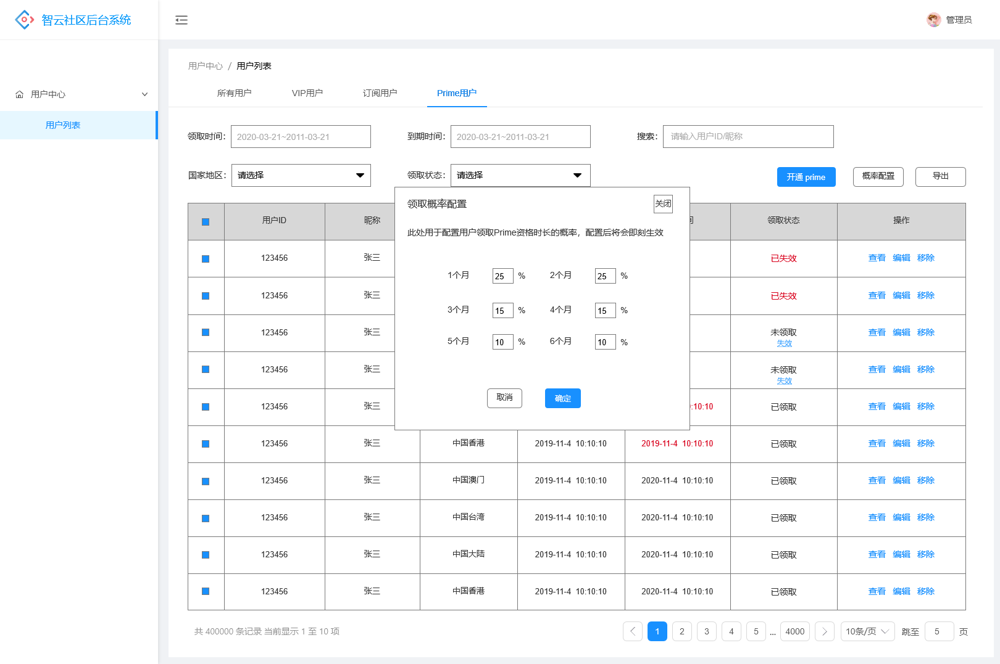 智云社区后台系统
管理员
用户中心
用户列表
用户中心 / 用户列表
所有用户 VIP用户 订阅用户 Prime用户
领取时间： 2020-03-21~2011-03-21 到期时间： 2020-03-21~2011-03-21 搜索： 请输入用户ID/昵称
国家地区： 请选择 领取状态： 请选择 开通 prime 概率配置 导出
用户ID 昵称 领取状态 操作
123456 张三 已失效 查看 编辑 移除
123456 张三 已失效 查看 编辑 移除
123456 张三 未领取 查看 编辑 移除
失效
123456 张三 未领取 查看 编辑 移除
失效
123456 张三 :10:10 已领取 查看 编辑 移除
123456 张三 中国香港 2019-11-4 10:10:10 2019-11-4 10:10:10 已领取 查看 编辑 移除
123456 张三 中国澳门 2019-11-4 10:10:10 2020-11-4 10:10:10 已领取 查看 编辑 移除
123456 张三 中国台湾 2019-11-4 10:10:10 2020-11-4 10:10:10 已领取 查看 编辑 移除
123456 张三 中国大陆 2019-11-4 10:10:10 2020-11-4 10:10:10 已领取 查看 编辑 移除
123456 张三 中国香港 2019-11-4 10:10:10 2020-11-4 10:10:10 已领取 查看 编辑 移除
领取概率配置 关闭
此处用于配置用户领取Prime资格时长的概率，配置后将会即刻生效
1个月 25 % 2个月 25 %
3个月 15 % 4个月 15 %
5个月 10 % 6个月 10 %
取消 确定
共 400000 条记录 当前显示 1 至 10 项
1 2 3 4 5 ... 4000 10条/页 跳至 5 页